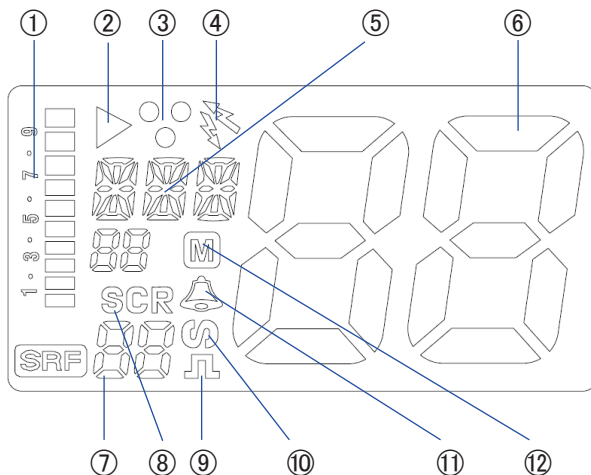 ① ② ③ ④ ⑤ ⑥
1 · 3 · 5 · 7 · 9
M
SCR
S
SRF
⑦ ⑧ ⑨ ⑩ ⑪ ⑫